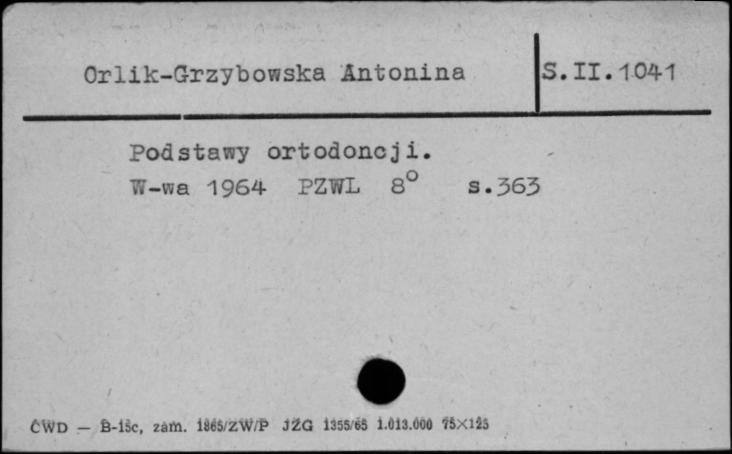 Orlik-Grzybowska Antonina S.II.1041
Podstawy ortodoncji.
W-wa 1964 PZWL 8° s.363
CWD — B-15c, zam. 1865/ZW/P JZG 1355/65 1.013.000 75×125